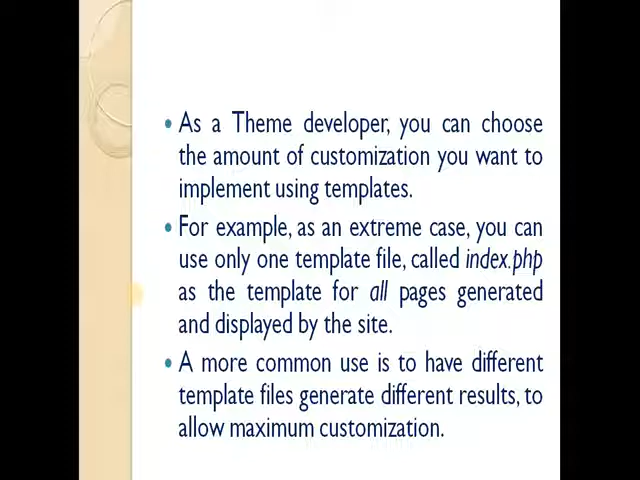 • As a Theme developer, you can choose
the amount of customization you want to
implement using templates.
• For example, as an extreme case, you can
use only one template file, called index.php
as the template for all pages generated
and displayed by the site.
• A more common use is to have different
template files generate different results, to
allow maximum customization.